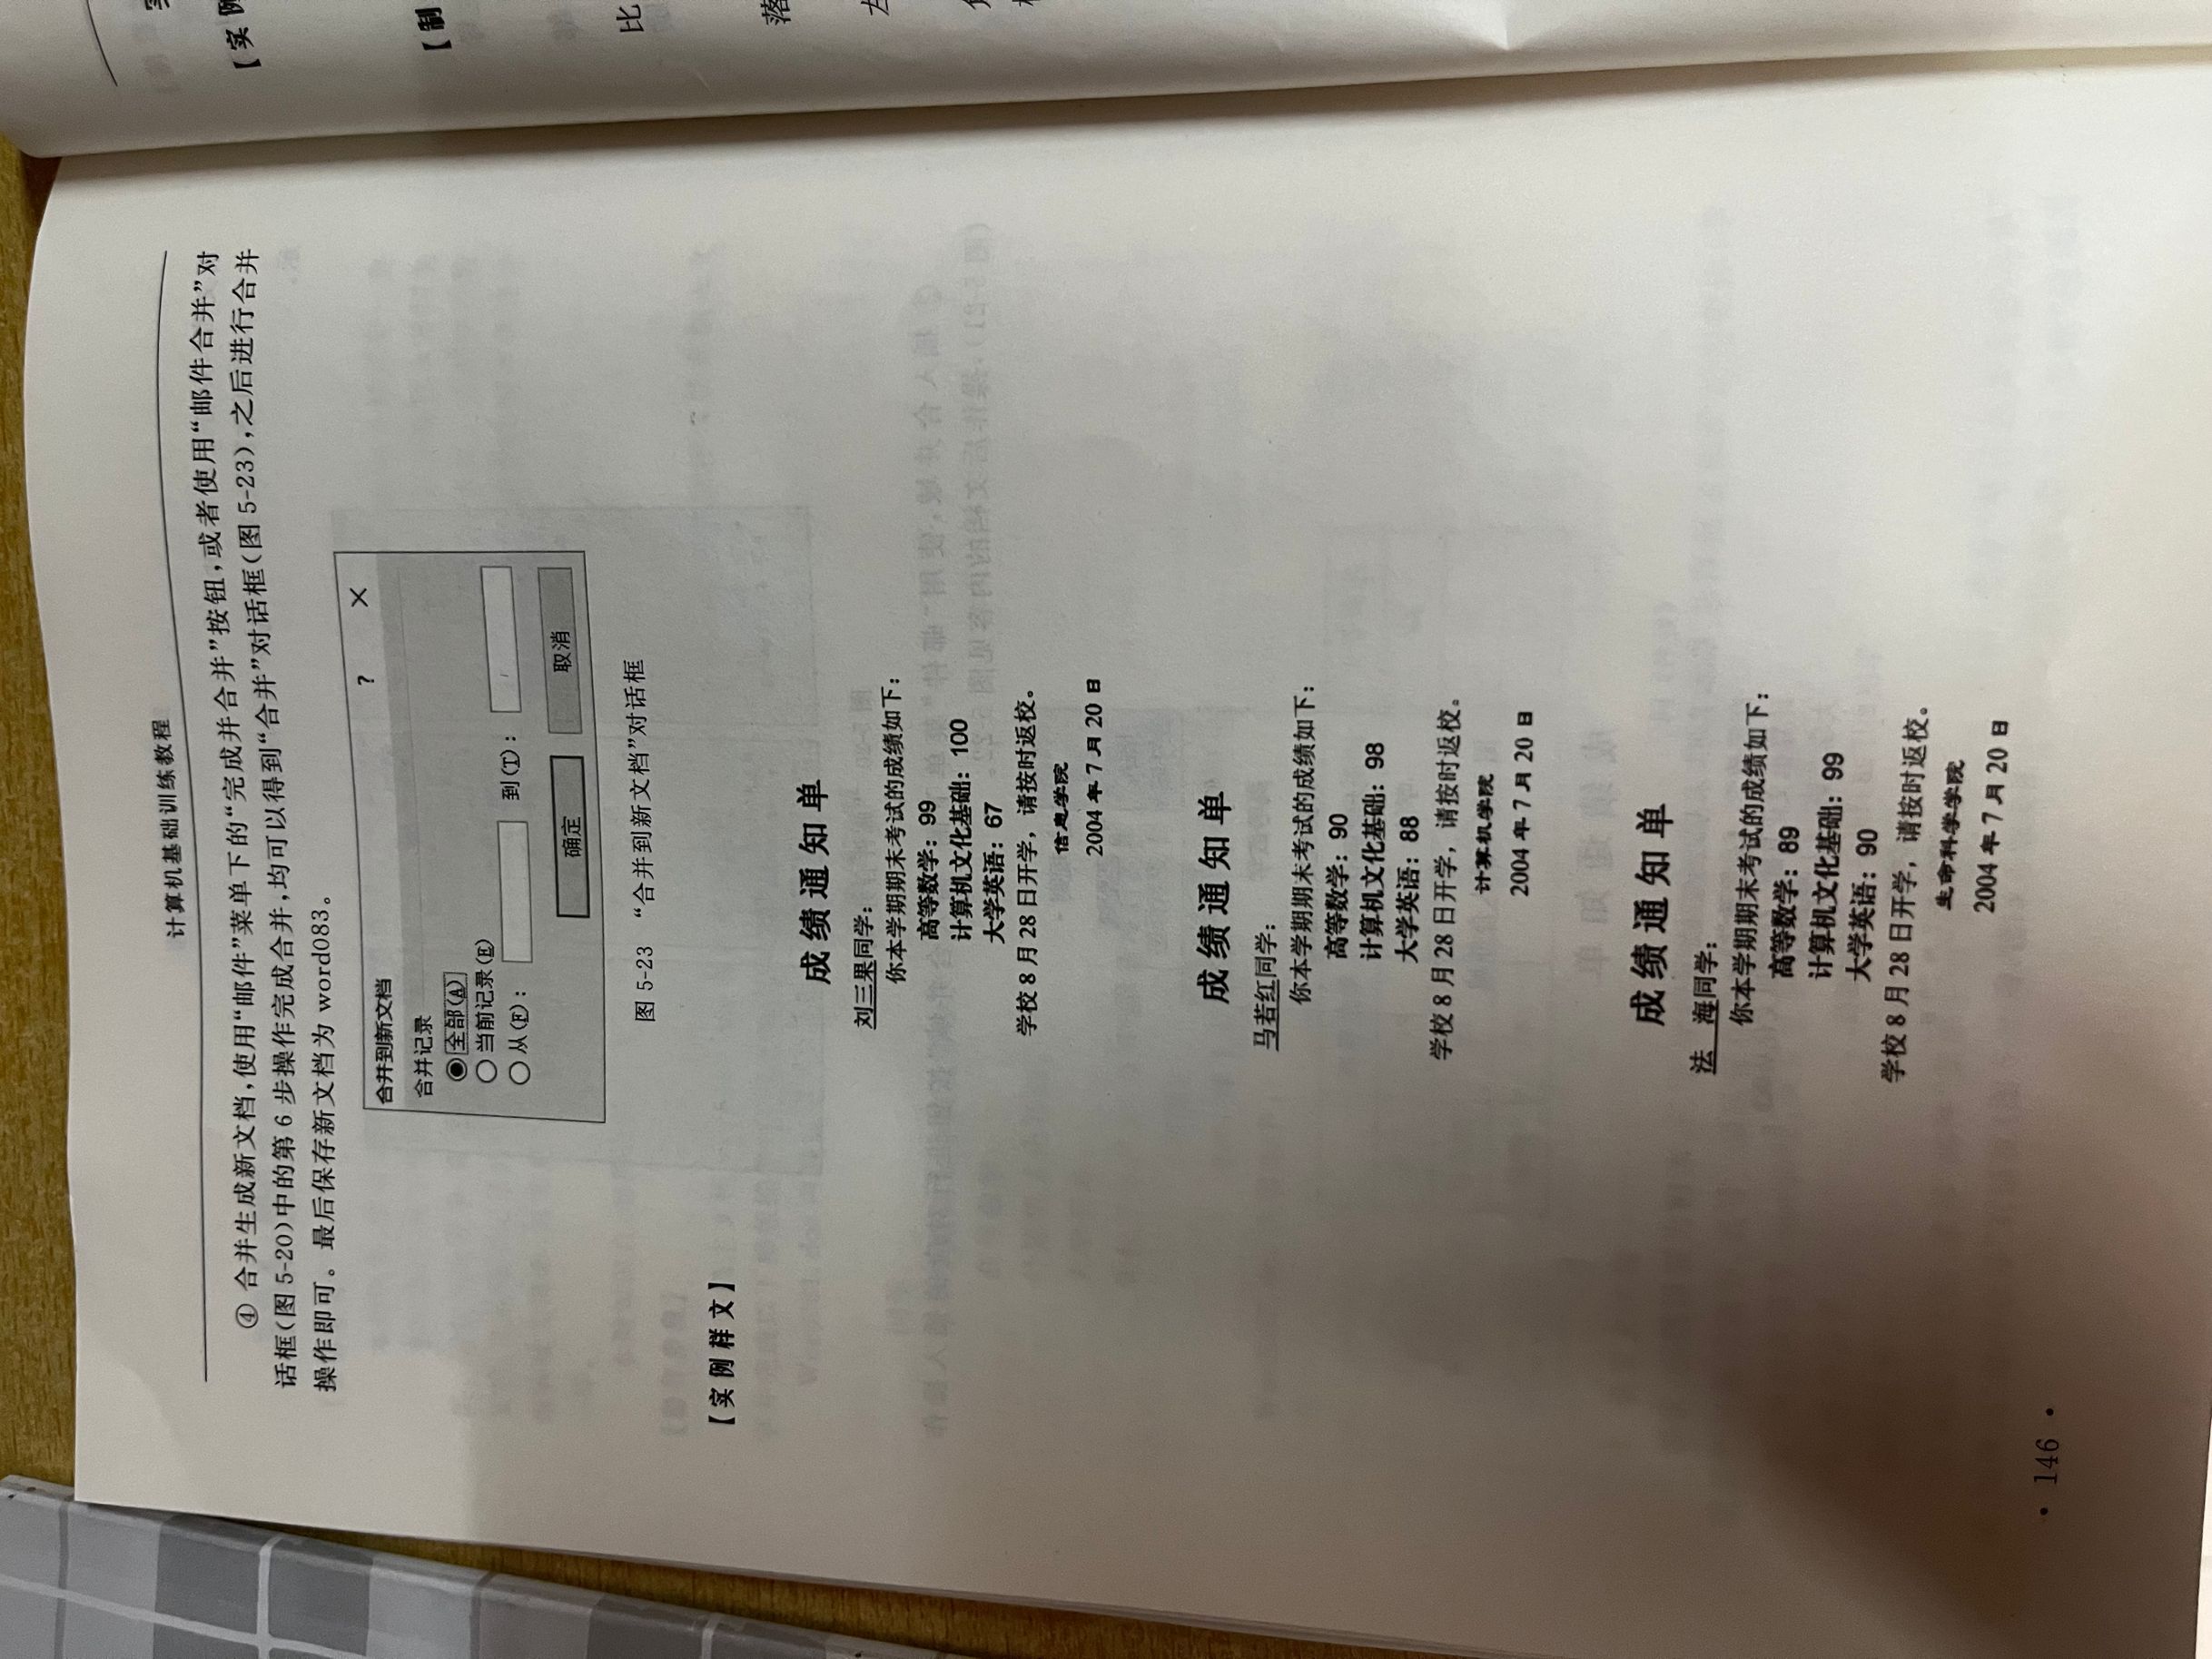 计算机基础训练教程
④ 合并生成新文档,使用“邮件”菜单下的“完成并合并”按钮,或者使用“邮件合并”对
话框(图 5-20)中的第 6 步操作完成合并,均可以得到“合并”对话框(图 5-23),之后进行合并
操作即可。最后保存新文档为 word083。
合并到新文档 ? ×
合并记录
全部(A)
当前记录(E)
从(F): 到(T):
确定 取消
图 5-23 “合并到新文档”对话框
【实例样文】
成绩通知单
刘三果同学:
你本学期期末考试的成绩如下:
高等数学: 99
计算机文化基础: 100
大学英语: 67
学校 8 月 28 日开学, 请按时返校。
信息学院
2004 年 7 月 20 日
成绩通知单
马若红同学:
你本学期期末考试的成绩如下:
高等数学: 90
计算机文化基础: 98
大学英语: 88
学校 8 月 28 日开学, 请按时返校。
计算机学院
2004 年 7 月 20 日
成绩通知单
法 海同学:
你本学期期末考试的成绩如下:
高等数学: 89
计算机文化基础: 99
大学英语: 90
学校 8 月 28 日开学, 请按时返校。
生命科学学院
2004 年 7 月 20 日
· 146 ·
【实例
【制
比
落